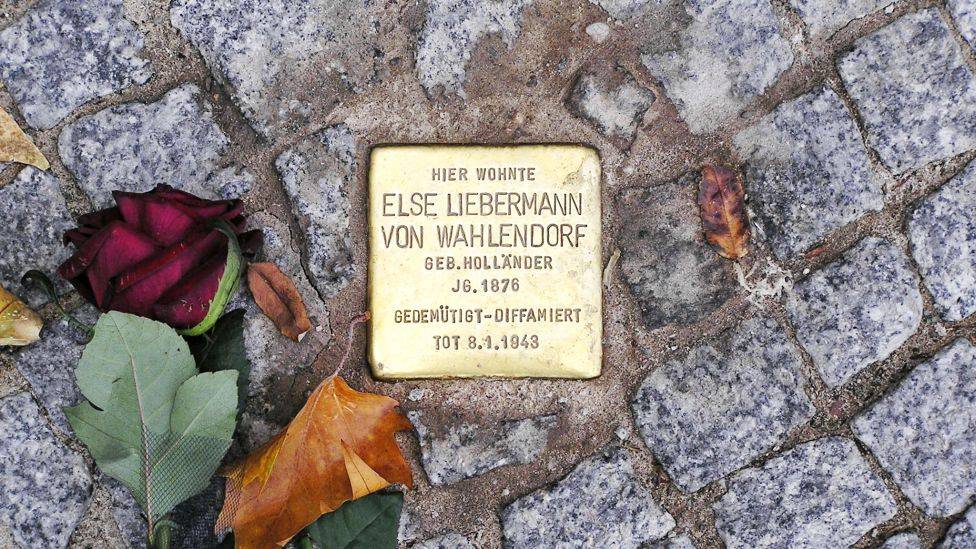 HIER WOHNTE
ELSE LIEBERMANN
VON WAHLENDORF
GEB.HOLLÄNDER
JG. 1876
GEDEMÜTIGT-DIFFAMIERT
TOT 8.1.1943